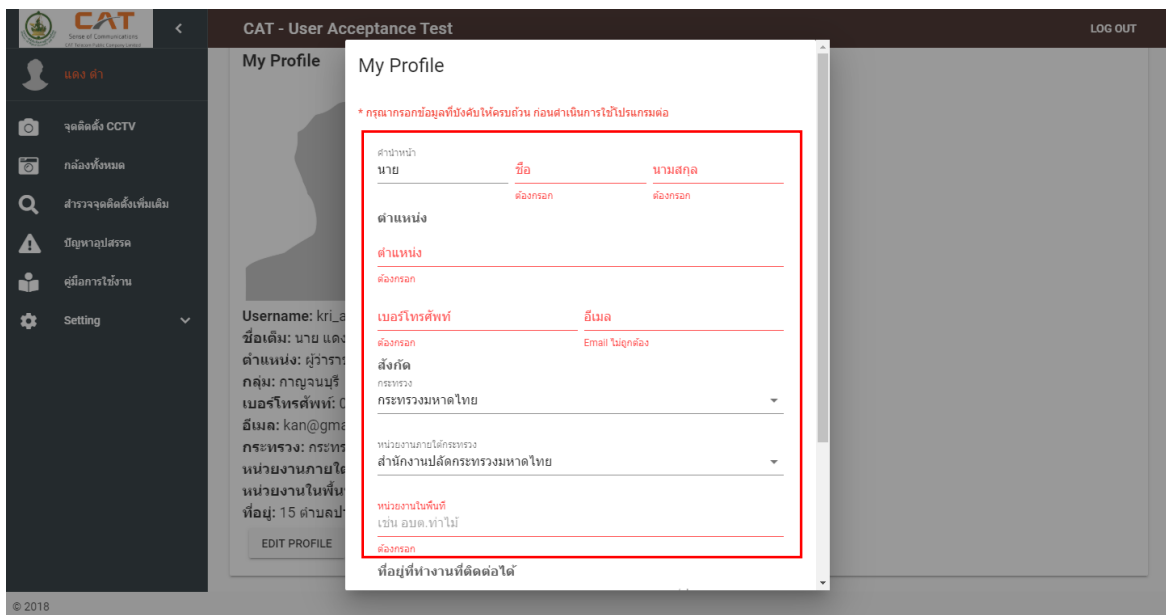 CAT
Sense of Communications
CAT Telecom Public Company Limited
CAT - User Acceptance Test
LOG OUT
แดง ดำ
จุดติดตั้ง CCTV
กล้องทั้งหมด
สำรวจจุดติดตั้งเพิ่มเติม
ปัญหาอุปสรรค
คู่มือการใช้งาน
Setting
My Profile
Username: kri_a
ชื่อเต็ม: นาย แดง
ตำแหน่ง: ผู้ว่ารา
กลุ่ม: กาญจนบุรี
เบอร์โทรศัพท์: 0
อีเมล: kan@gma
กระทรวง: กระทร
หน่วยงานภายใต
หน่วยงานในพื้น
ที่อยู่: 15 ตำบลป
EDIT PROFILE
My Profile
* กรุณากรอกข้อมูลที่บังคับให้ครบถ้วน ก่อนดำเนินการใช้โปรแกรมต่อ
คำนำหน้า
นาย ชื่อ นามสกุล
ต้องกรอก ต้องกรอก
ตำแหน่ง
ตำแหน่ง
ต้องกรอก
เบอร์โทรศัพท์ อีเมล
ต้องกรอก Email ไม่ถูกต้อง
สังกัด
กระทรวง
กระทรวงมหาดไทย
หน่วยงานภายใต้กระทรวง
สำนักงานปลัดกระทรวงมหาดไทย
หน่วยงานในพื้นที่
เช่น อบต.ท่าไม้
ต้องกรอก
ที่อยู่ที่ทำงานที่ติดต่อได้
© 2018